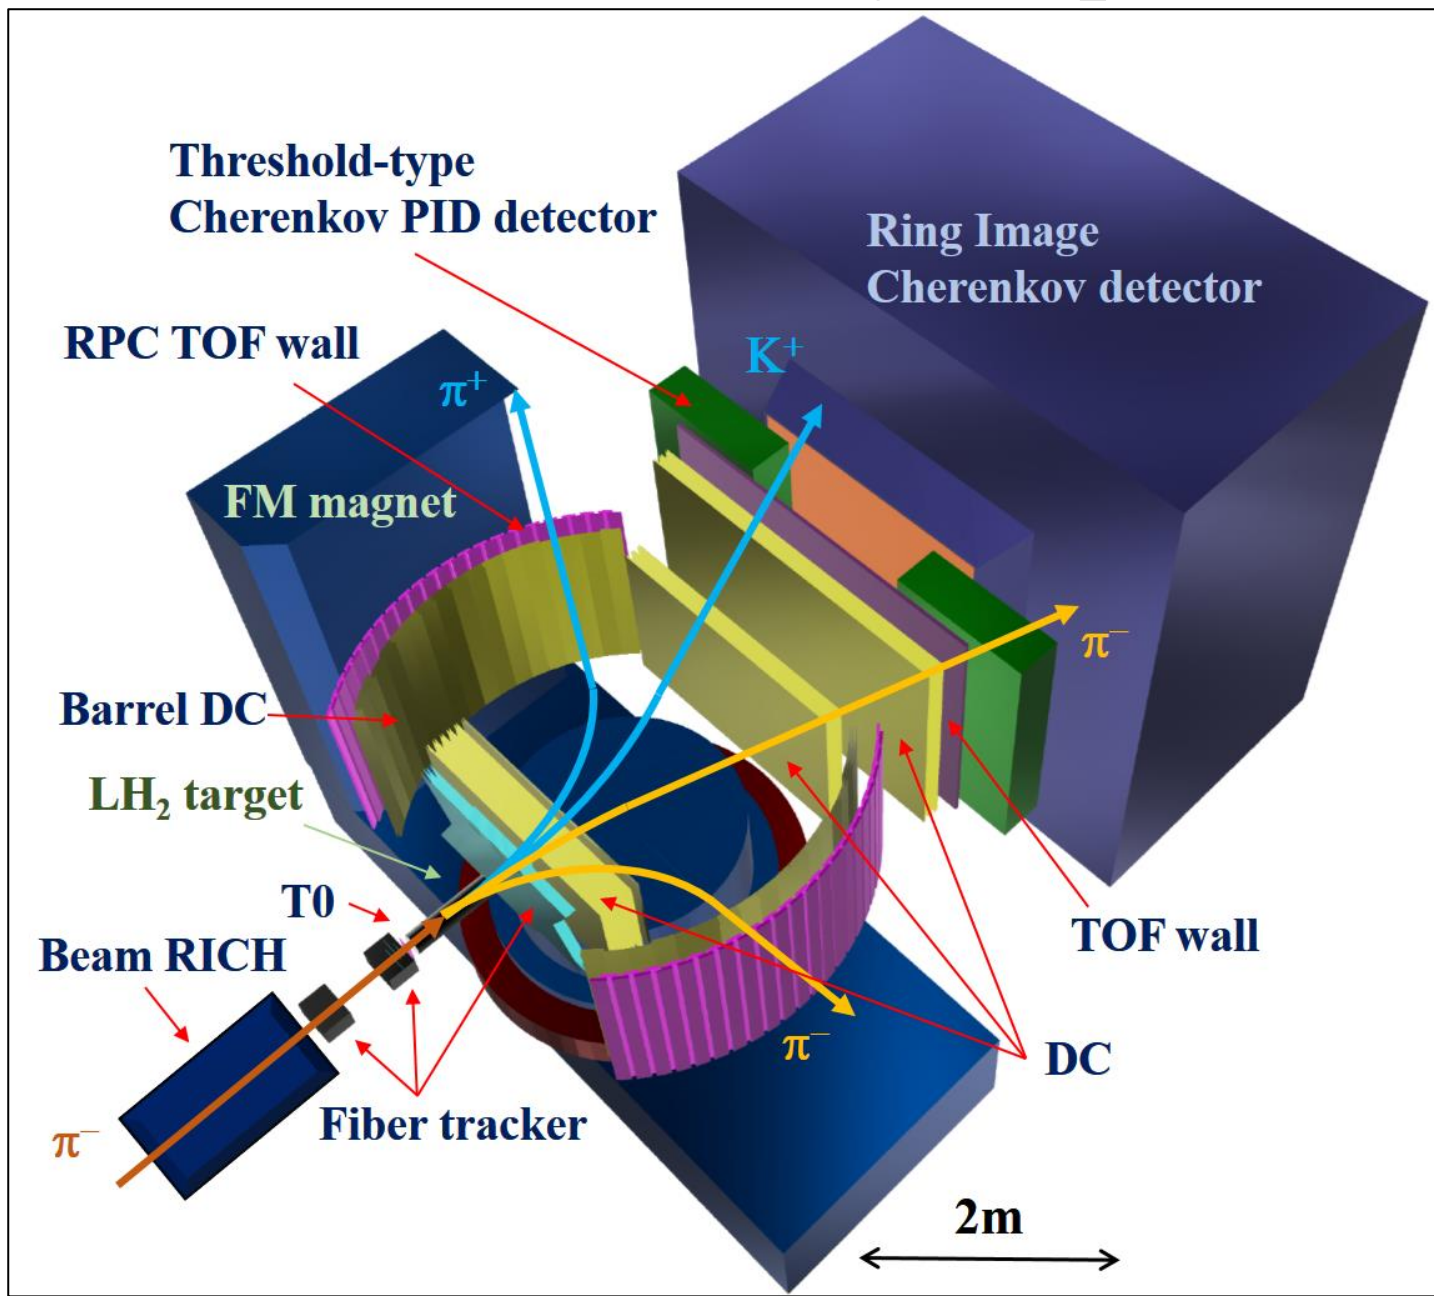 Threshold-type
Cherenkov PID detector
Ring Image
Cherenkov detector
RPC TOF wall
K⁺
π⁺
FM magnet
π⁻
Barrel DC
LH₂ target
T0
TOF wall
Beam RICH
π⁻
DC
Fiber tracker
π⁻
2m